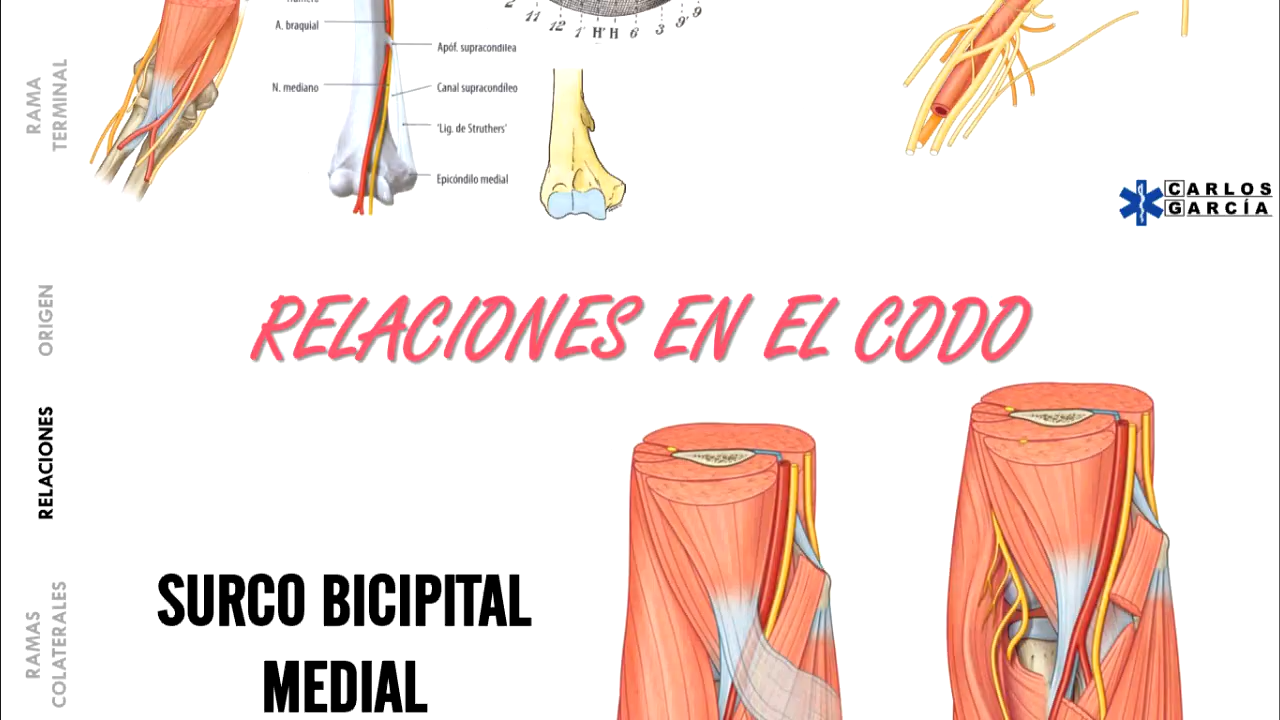 A. braquial
Apóf. supracondílea
N. mediano
Canal supracondíleo
'Lig. de Struthers'
Epicóndilo medial
11
12
1'
H'
H
6
3
9'
9
RAMA
TERMINAL
CARLOS
GARCÍA
ORIGEN
RELACIONES EN EL CODO
RELACIONES
SURCO BICIPITAL
MEDIAL
RAMAS
COLATERALES